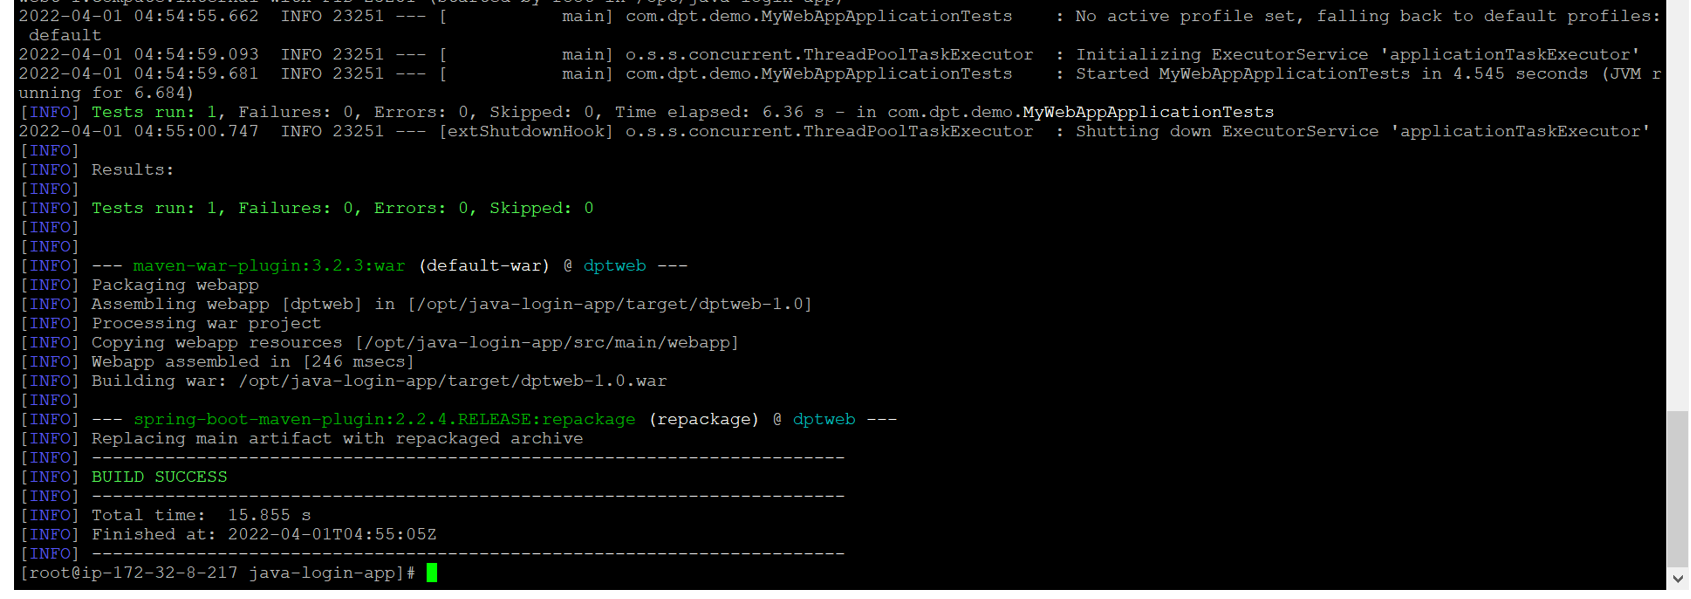 2022-04-01 04:54:55.662  INFO 23251 --- [           main] com.dpt.demo.MyWebAppApplicationTests    : No active profile set, falling back to default profiles:
 default
2022-04-01 04:54:59.093  INFO 23251 --- [           main] o.s.s.concurrent.ThreadPoolTaskExecutor  : Initializing ExecutorService 'applicationTaskExecutor'
2022-04-01 04:54:59.681  INFO 23251 --- [           main] com.dpt.demo.MyWebAppApplicationTests    : Started MyWebAppApplicationTests in 4.545 seconds (JVM r
unning for 6.684)
[INFO] Tests run: 1, Failures: 0, Errors: 0, Skipped: 0, Time elapsed: 6.36 s - in com.dpt.demo.MyWebAppApplicationTests
2022-04-01 04:55:00.747  INFO 23251 --- [extShutdownHook] o.s.s.concurrent.ThreadPoolTaskExecutor  : Shutting down ExecutorService 'applicationTaskExecutor'
[INFO]
[INFO] Results:
[INFO]
[INFO] Tests run: 1, Failures: 0, Errors: 0, Skipped: 0
[INFO]
[INFO]
[INFO] --- maven-war-plugin:3.2.3:war (default-war) @ dptweb ---
[INFO] Packaging webapp
[INFO] Assembling webapp [dptweb] in [/opt/java-login-app/target/dptweb-1.0]
[INFO] Processing war project
[INFO] Copying webapp resources [/opt/java-login-app/src/main/webapp]
[INFO] Webapp assembled in [246 msecs]
[INFO] Building war: /opt/java-login-app/target/dptweb-1.0.war
[INFO]
[INFO] --- spring-boot-maven-plugin:2.2.4.RELEASE:repackage (repackage) @ dptweb ---
[INFO] Replacing main artifact with repackaged archive
[INFO] ------------------------------------------------------------------------
[INFO] BUILD SUCCESS
[INFO] ------------------------------------------------------------------------
[INFO] Total time:  15.855 s
[INFO] Finished at: 2022-04-01T04:55:05Z
[INFO] ------------------------------------------------------------------------
[root@ip-172-32-8-217 java-login-app]#